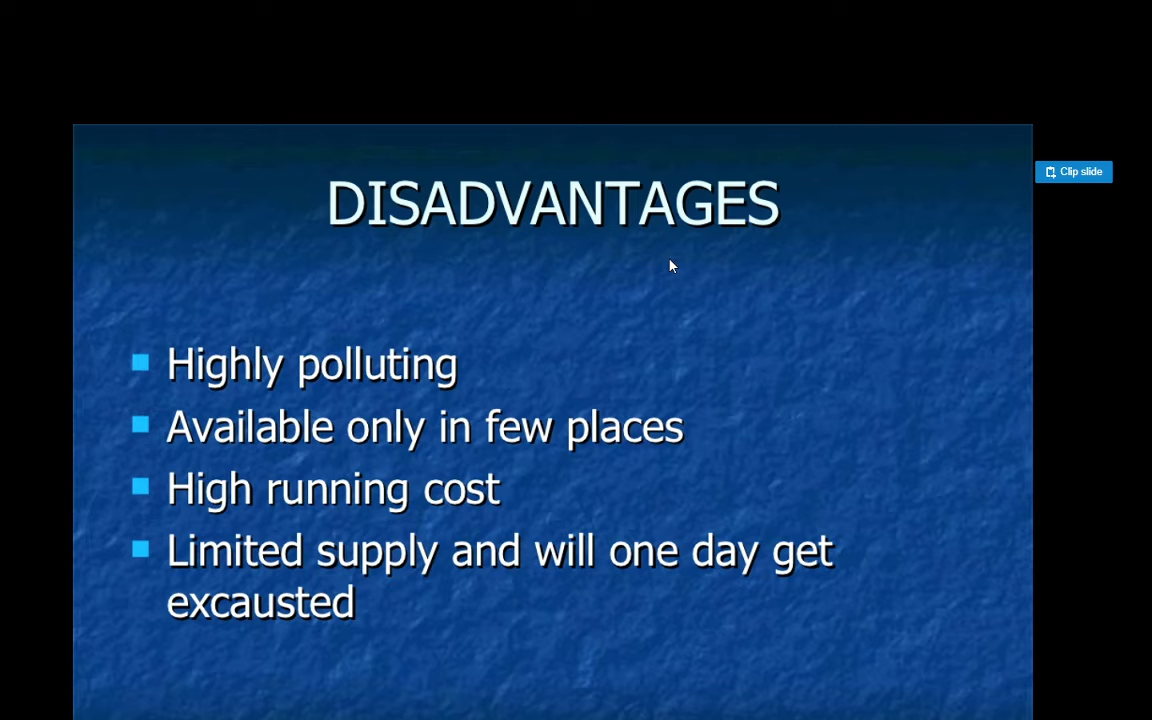 DISADVANTAGES
Clip slide
Highly polluting
Available only in few places
High running cost
Limited supply and will one day get
excausted